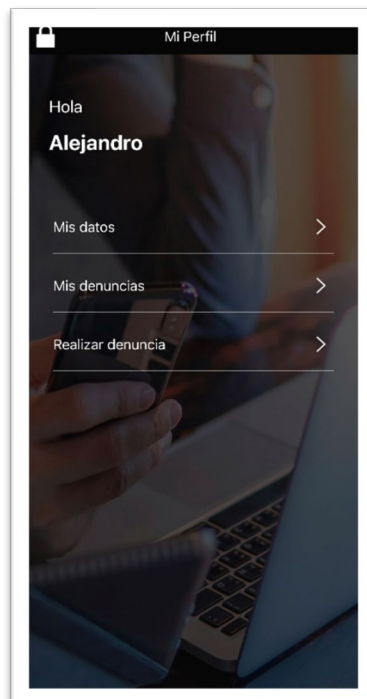 Mi Perfil
Hola
Alejandro
Mis datos
Mis denuncias
Realizar denuncia